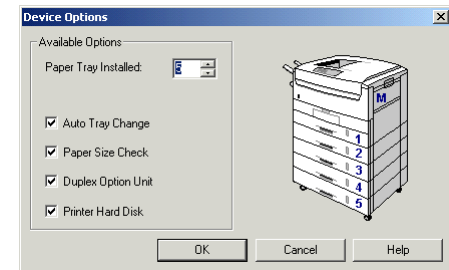 Device Options
Available Options
Paper Tray Installed: 5
Auto Tray Change
Paper Size Check
Duplex Option Unit
Printer Hard Disk
M
1
2
3
4
5
OK Cancel Help